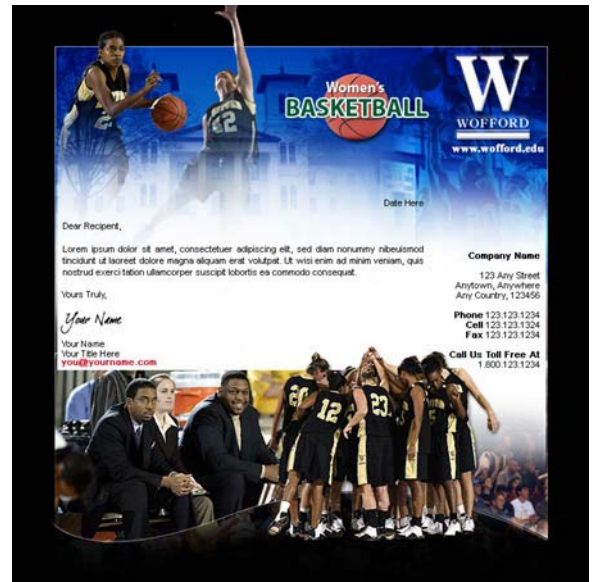 Women's
BASKETBALL
W
WOFFORD
www.wofford.edu
Date Here
Dear Recipent,
Lorem ipsum dolor sit amet, consectetuer adipiscing elit, sed diam nonummy nibeuismod
tincidunt ut laoreet dolore magna aliquam erat volutpat. Ut wisi enim ad minim veniam, quis
nostrud exerci tation ullamcorper suscipit lobortis ea commodo consequat.
Yours Truly,
Your Name
Your Name
Your Title Here
you@yourname.com
Company Name
123 Any Street
Anytown, Anywhere
Any Country, 123456
Phone 123.123.1234
Cell 123.123.1324
Fax 123.123.1234
Call Us Toll Free At
1.800.123.1234
22
20
12
23